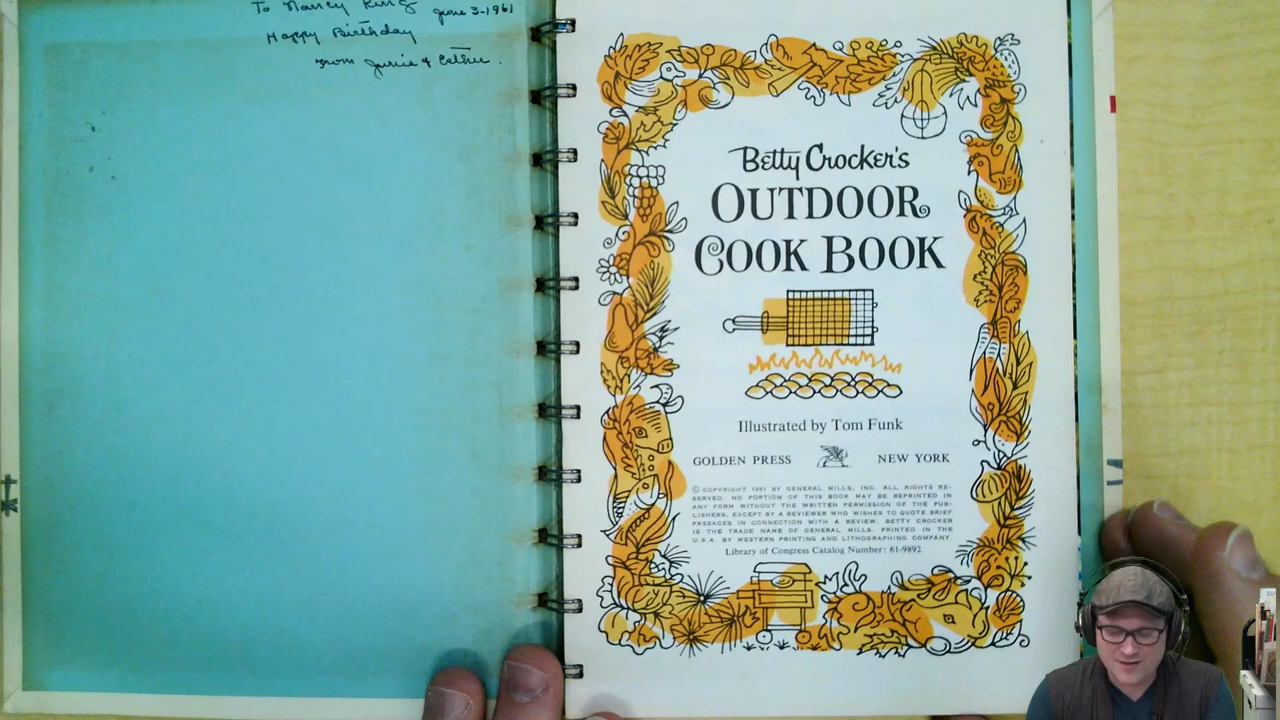 To Nancy King June 3-1961
Happy Birthday
From Junie & Esther.
Betty Crocker's
OUTDOOR
COOK BOOK
Illustrated by Tom Funk
GOLDEN PRESS NEW YORK
© COPYRIGHT 1961 BY GENERAL MILLS, INC. ALL RIGHTS RE-
SERVED. NO PORTION OF THIS BOOK MAY BE REPRINTED IN
ANY FORM WITHOUT THE WRITTEN PERMISSION OF THE PUB-
LISHERS, EXCEPT BY A REVIEWER WHO WISHES TO QUOTE BRIEF
PASSAGES IN CONNECTION WITH A REVIEW. BETTY CROCKER
IS THE TRADE NAME OF GENERAL MILLS. PRINTED IN THE
U.S.A. BY WESTERN PRINTING AND LITHOGRAPHING COMPANY
Library of Congress Catalog Number: 61-9892